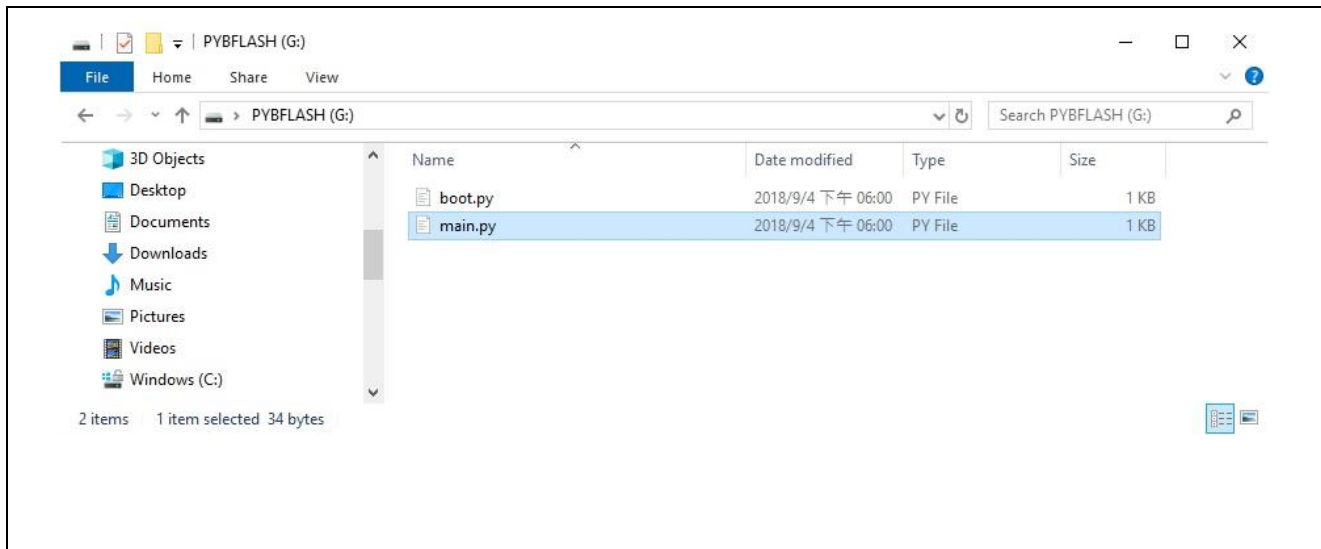 PYBFLASH (G:)
File Home Share View
PYBFLASH (G:) Search PYBFLASH (G:)
Name Date modified Type Size
3D Objects
Desktop
Documents
Downloads
Music
Pictures
Videos
Windows (C:)
boot.py 2018/9/4 下午 06:00 PY File 1 KB
main.py 2018/9/4 下午 06:00 PY File 1 KB
2 items 1 item selected 34 bytes